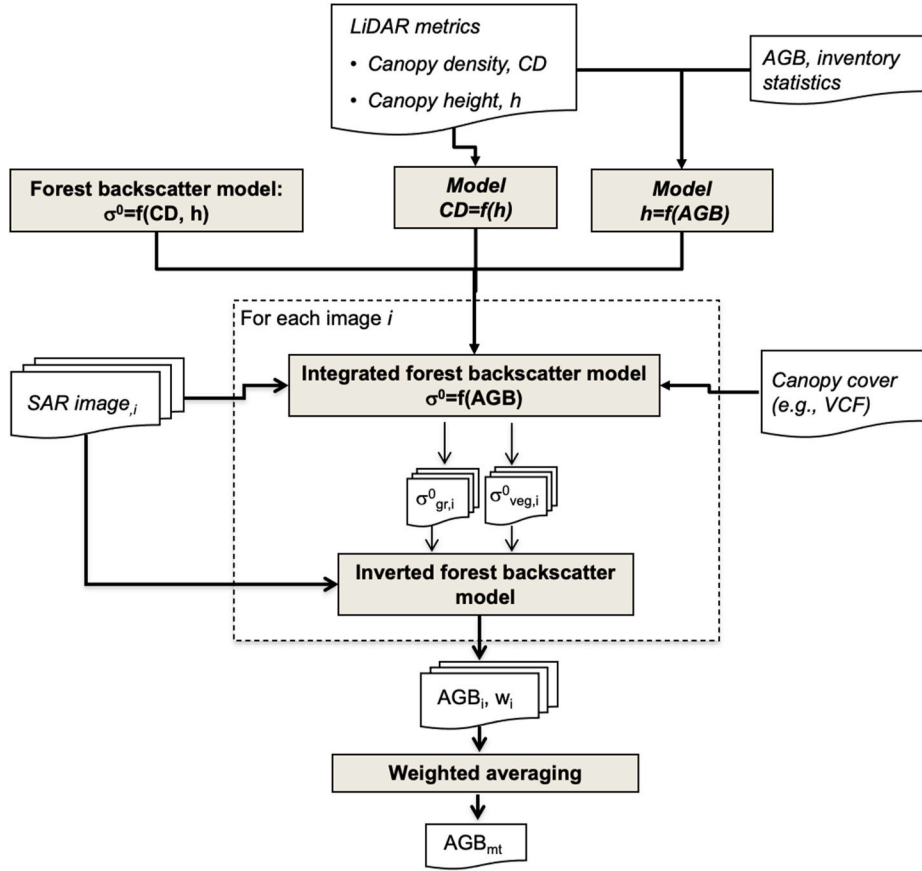 LiDAR metrics
• Canopy density, CD
• Canopy height, h
AGB, inventory
statistics
Forest backscatter model:
σ⁰=f(CD, h)
Model
CD=f(h)
Model
h=f(AGB)
For each image i
Integrated forest backscatter model
σ⁰=f(AGB)
SAR image,i
Canopy cover
(e.g., VCF)
σ⁰gr,i
σ⁰veg,i
Inverted forest backscatter
model
AGBi, wi
Weighted averaging
AGBmt